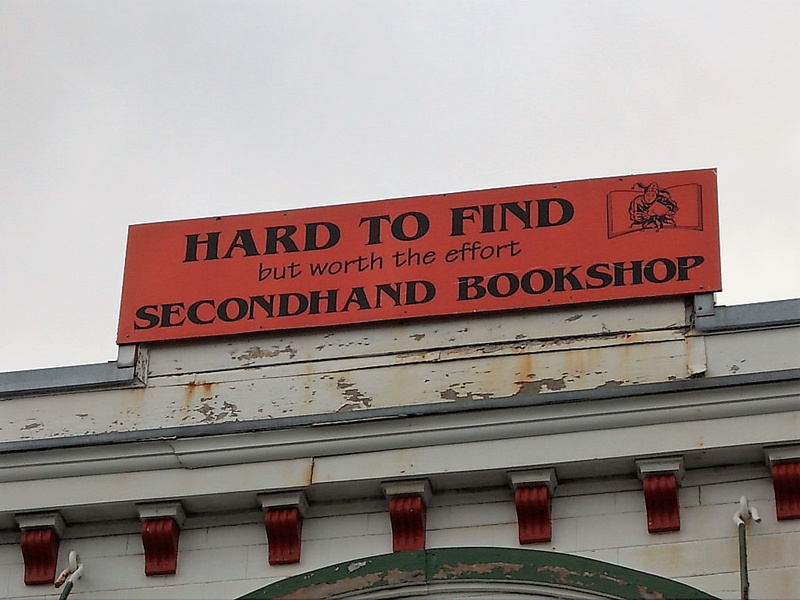 HARD TO FIND
but worth the effort
SECONDHAND BOOKSHOP